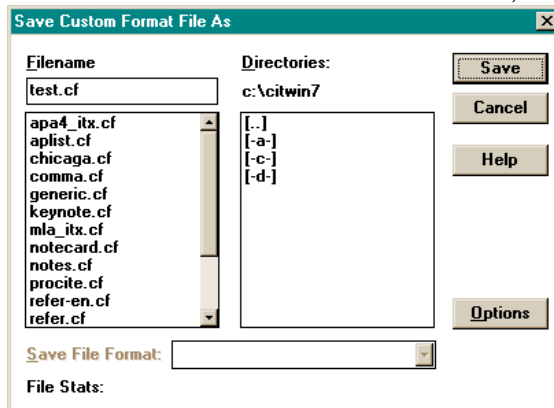 Save Custom Format File As
Filename
test.cf
apa4_itx.cf
aplist.cf
chicaga.cf
comma.cf
generic.cf
keynote.cf
mla_itx.cf
notecard.cf
notes.cf
procite.cf
refer-en.cf
refer.cf
Directories:
c:\citwin7
[..]
[-a-]
[-c-]
[-d-]
Save
Cancel
Help
Options
Save File Format:
File Stats: